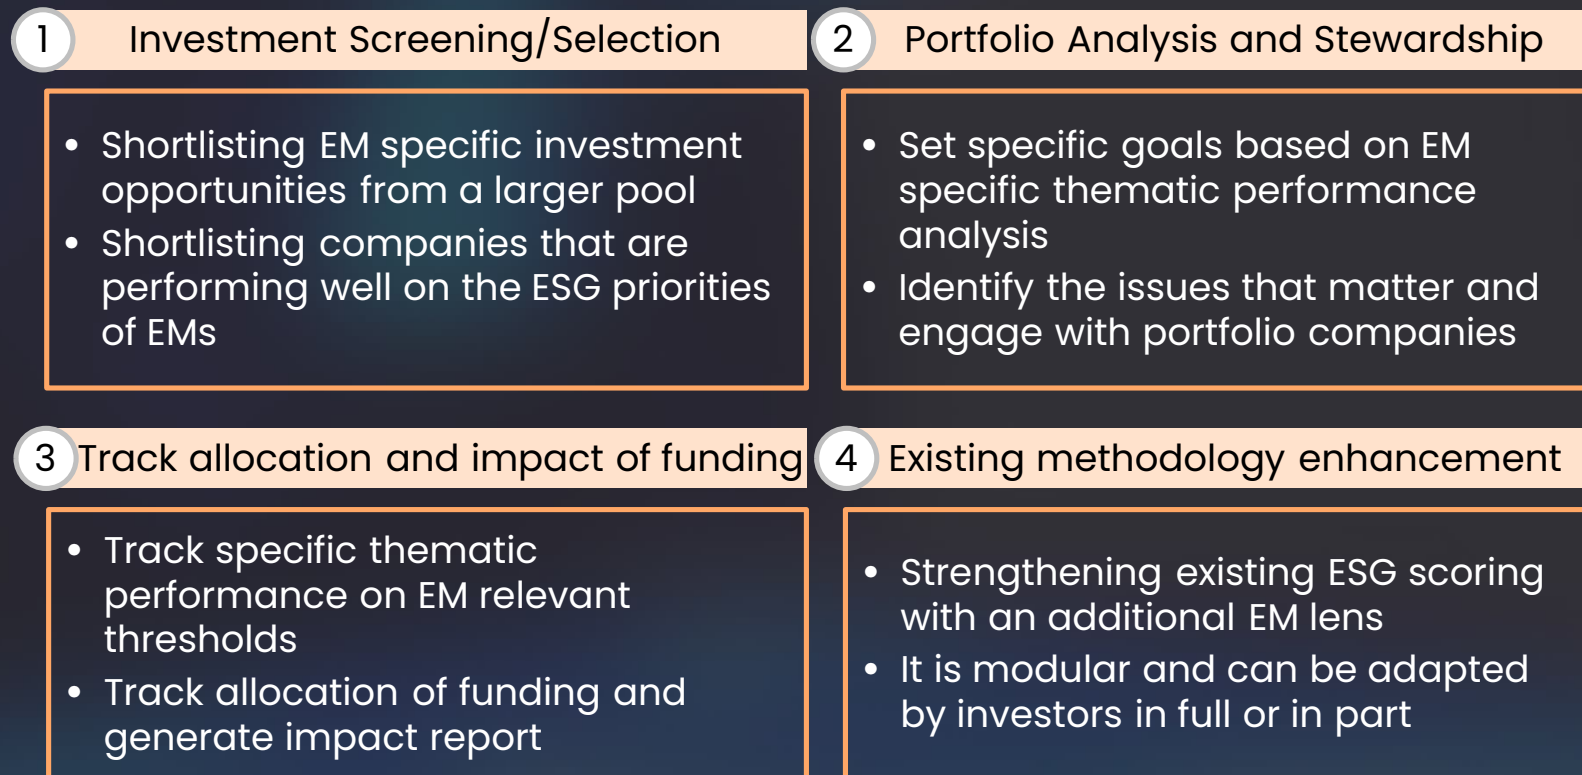 1
Investment Screening/Selection
• Shortlisting EM specific investment
opportunities from a larger pool
• Shortlisting companies that are
performing well on the ESG priorities
of EMs
2
Portfolio Analysis and Stewardship
• Set specific goals based on EM
specific thematic performance
analysis
• Identify the issues that matter and
engage with portfolio companies
3
Track allocation and impact of funding
• Track specific thematic
performance on EM relevant
thresholds
• Track allocation of funding and
generate impact report
4
Existing methodology enhancement
• Strengthening existing ESG scoring
with an additional EM lens
• It is modular and can be adapted
by investors in full or in part